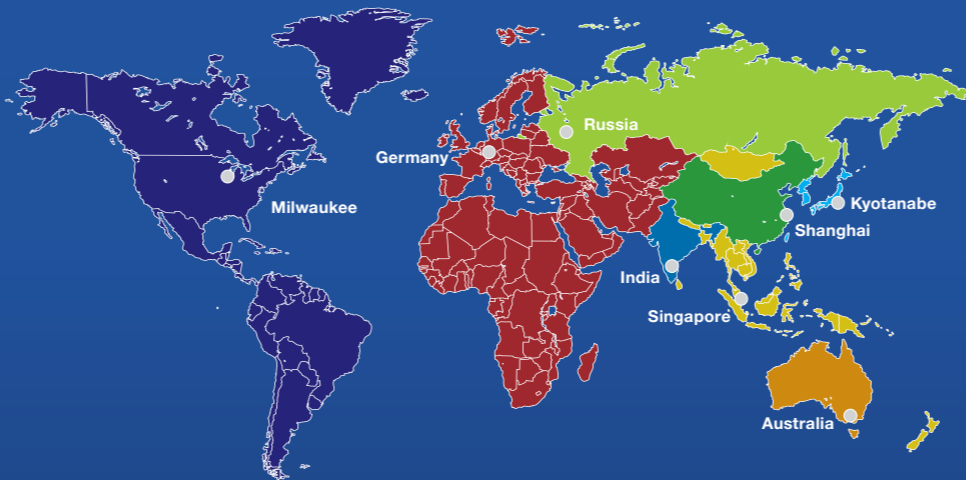 Russia
Germany
Milwaukee
Kyotanabe
Shanghai
India
Singapore
Australia